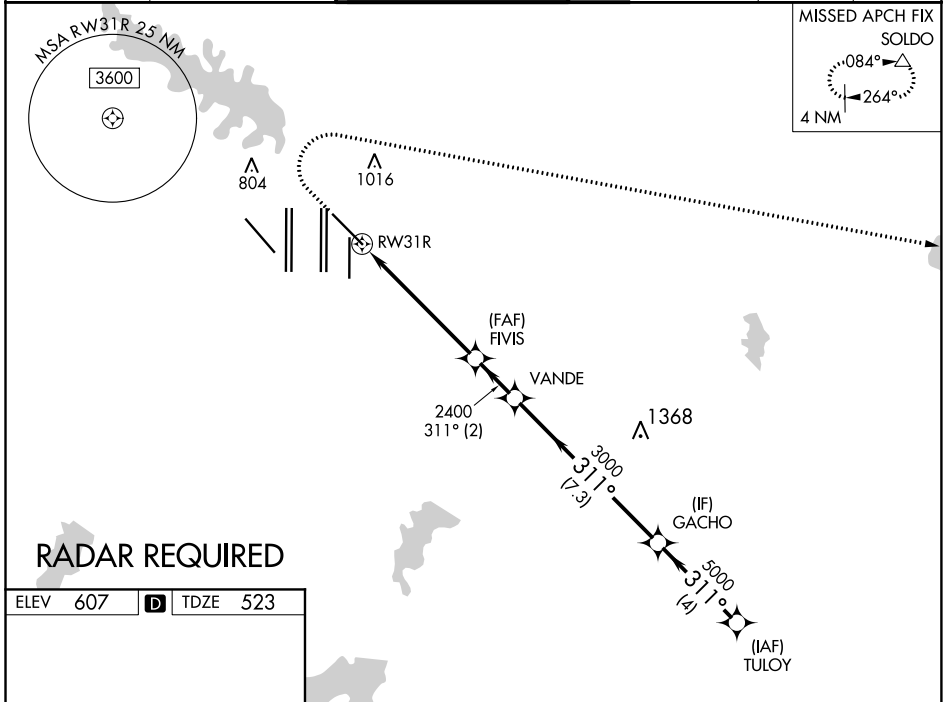 MSA RW31R 25 NM
3600
MISSED APCH FIX
SOLDO
084°
264°
4 NM
804
1016
RW31R
(FAF)
FIVIS
VANDE
2400
311° (2)
1368
3000
311°
(7.3)
(IF)
GACHO
5000
311°
(4)
(IAF)
TULOY
RADAR REQUIRED
ELEV 607 D TDZE 523